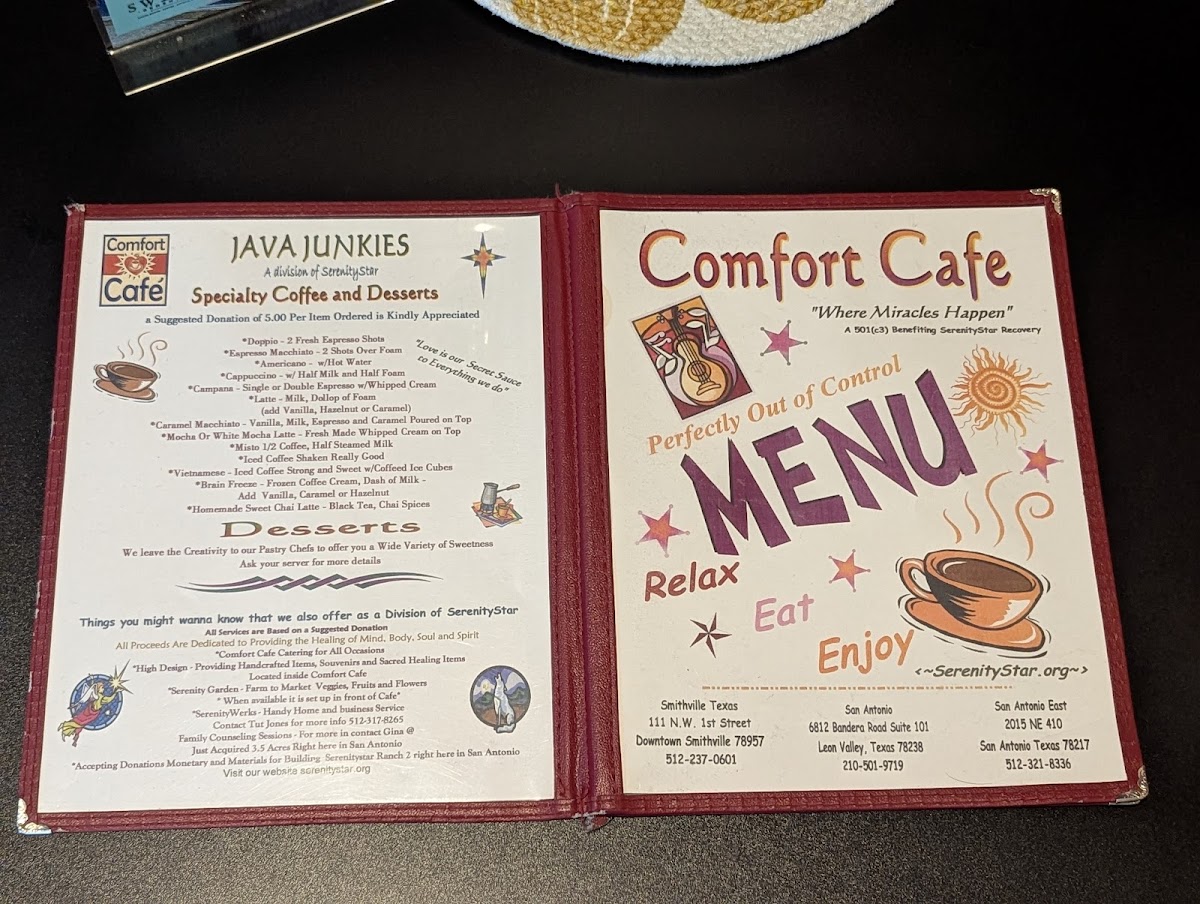 SW
Comfort
Café
JAVA JUNKIES
A division of SerenityStar
Specialty Coffee and Desserts
a Suggested Donation of 5.00 Per Item Ordered is Kindly Appreciated
*Doppio - 2 Fresh Espresso Shots
*Espresso Macchiato - 2 Shots Over Foam
*Americano - w/Hot Water
*Cappuccino - w/ Half Milk and Half Foam
*Campana - Single or Double Espresso w/Whipped Cream
*Latte - Milk, Dollop of Foam
(add Vanilla, Hazelnut or Caramel)
*Caramel Macchiato - Vanilla, Milk, Espresso and Caramel Poured on Top
*Mocha Or White Mocha Latte - Fresh Made Whipped Cream on Top
*Misto 1/2 Coffee, Half Steamed Milk
*Iced Coffee Shaken Really Good
*Vietnamese - Iced Coffee Strong and Sweet w/Coffeed Ice Cubes
*Brain Freeze - Frozen Coffee Cream, Dash of Milk -
Add Vanilla, Caramel or Hazelnut
*Homemade Sweet Chai Latte - Black Tea, Chai Spices
"Love is our Secret Sauce
to Everything we do"
Desserts
We leave the Creativity to our Pastry Chefs to offer you a Wide Variety of Sweetness
Ask your server for more details
Things you might wanna know that we also offer as a Division of SerenityStar
All Services are Based on a Suggested Donation
All Proceeds Are Dedicated to Providing the Healing of Mind, Body, Soul and Spirit
*Comfort Cafe Catering for All Occasions
*High Design - Providing Handcrafted Items, Souvenirs and Sacred Healing Items
Located inside Comfort Cafe
*Serenity Garden - Farm to Market Veggies, Fruits and Flowers
* When available it is set up in front of Cafe*
*SerenityWerks - Handy Home and business Service
Contact Tut Jones for more info 512-317-8265
Family Counseling Sessions - For more in contact Gina @
Just Acquired 3.5 Acres Right here in San Antonio
*Accepting Donations Monetary and Materials for Building Serenitystar Ranch 2 right here in San Antonio
Visit our website serenitystar.org
Comfort Cafe
"Where Miracles Happen"
A 501(c3) Benefiting SerenityStar Recovery
Perfectly Out of Control
MENU
Relax
Eat
Enjoy
<~SerenityStar.org~>
Smithville Texas
111 N.W. 1st Street
Downtown Smithville 78957
512-237-0601
San Antonio
6812 Bandera Road Suite 101
Leon Valley, Texas 78238
210-501-9719
San Antonio East
2015 NE 410
San Antonio Texas 78217
512-321-8336